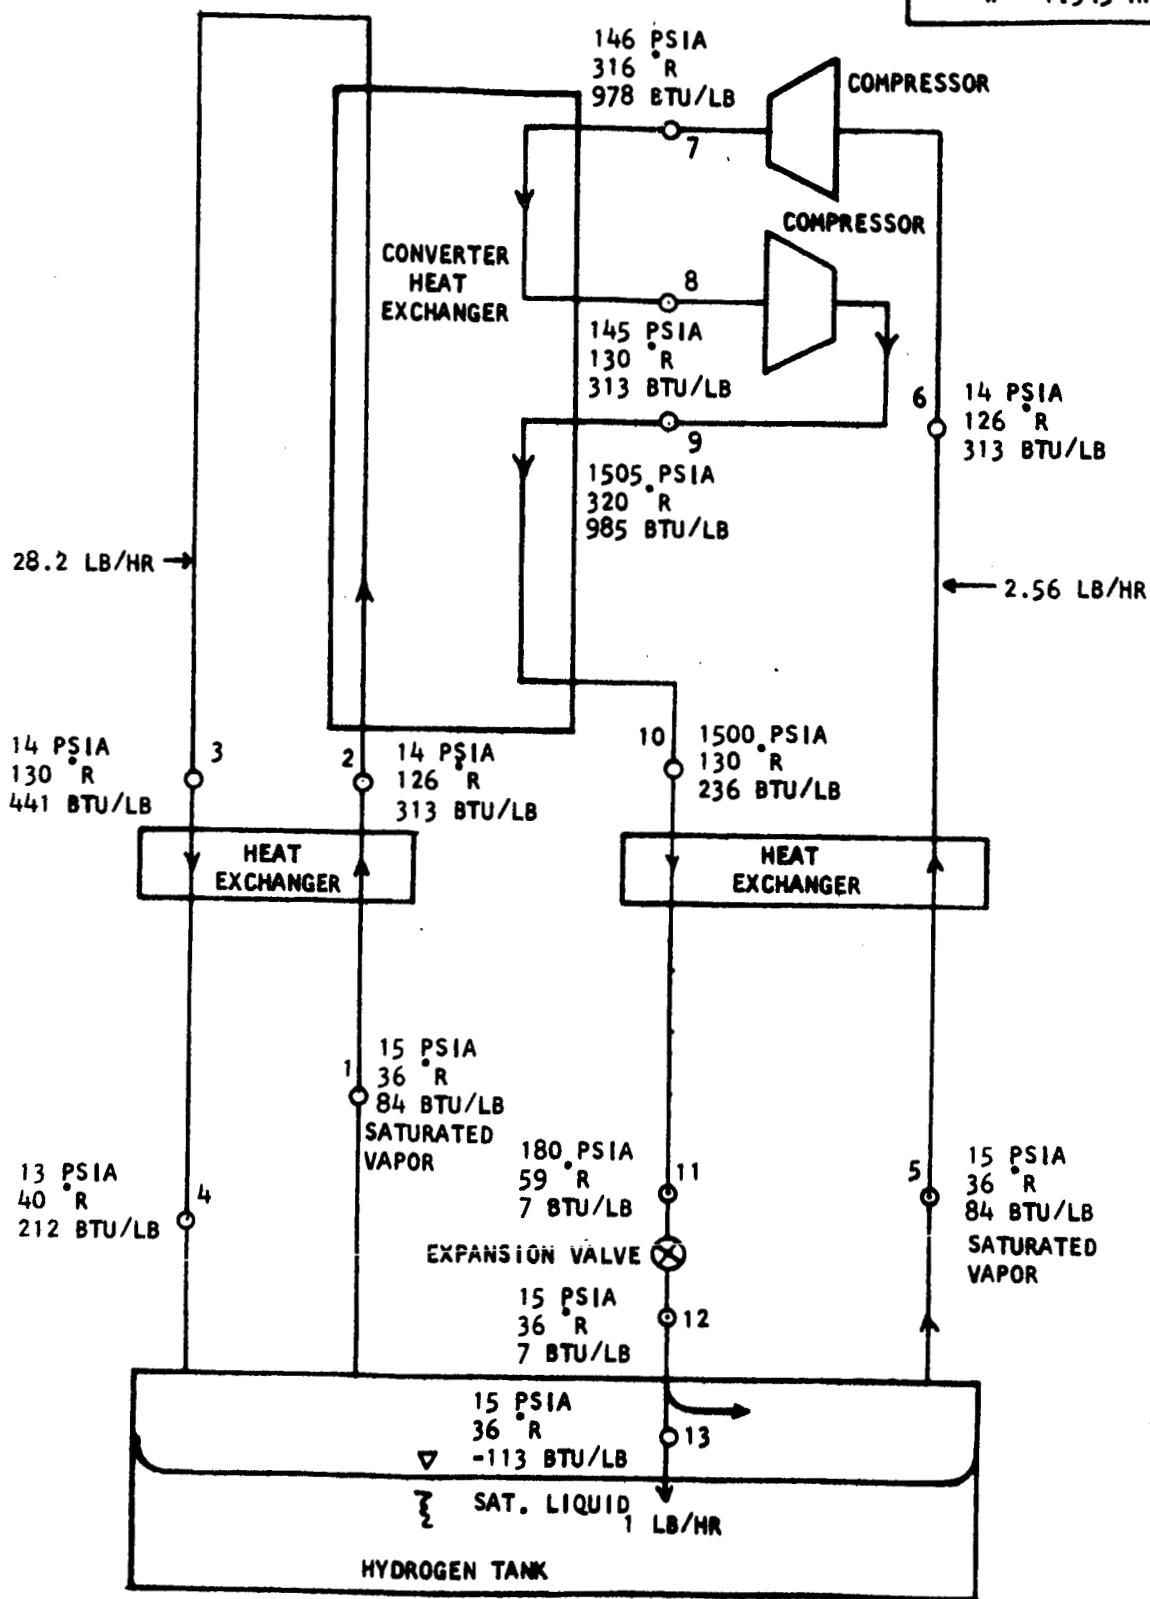 146 PSIA
316 °R
978 BTU/LB
7
COMPRESSOR
COMPRESSOR
CONVERTER
HEAT
EXCHANGER
8
145 PSIA
130 °R
313 BTU/LB
9
1505 PSIA
320 °R
985 BTU/LB
6
14 PSIA
126 °R
313 BTU/LB
28.2 LB/HR
2.56 LB/HR
3
14 PSIA
130 °R
441 BTU/LB
2
14 PSIA
126 °R
313 BTU/LB
10
1500 PSIA
130 °R
236 BTU/LB
HEAT
EXCHANGER
HEAT
EXCHANGER
1
15 PSIA
36 °R
84 BTU/LB
SATURATED
VAPOR
4
13 PSIA
40 °R
212 BTU/LB
11
180 PSIA
59 °R
7 BTU/LB
5
15 PSIA
36 °R
84 BTU/LB
SATURATED
VAPOR
EXPANSION VALVE
12
15 PSIA
36 °R
7 BTU/LB
15 PSIA
36 °R
-113 BTU/LB
13
SAT. LIQUID
1 LB/HR
HYDROGEN TANK